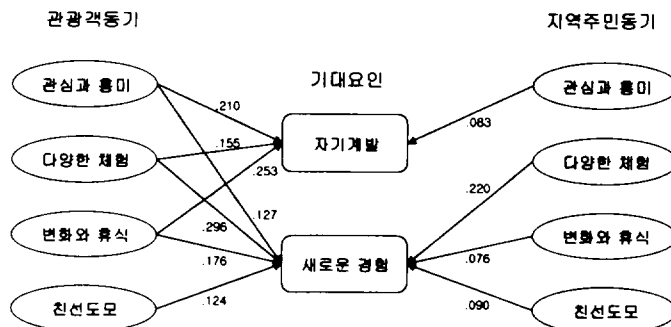 관광객동기
지역주민동기
기대요인
관심과 흥미
다양한 체험
변화와 휴식
친선도모
.210
.155
.253
.127
.296
.176
.124
자기계발
새로운 경험
.083
.220
.076
.090
관심과 흥미
다양한 체험
변화와 휴식
친선도모